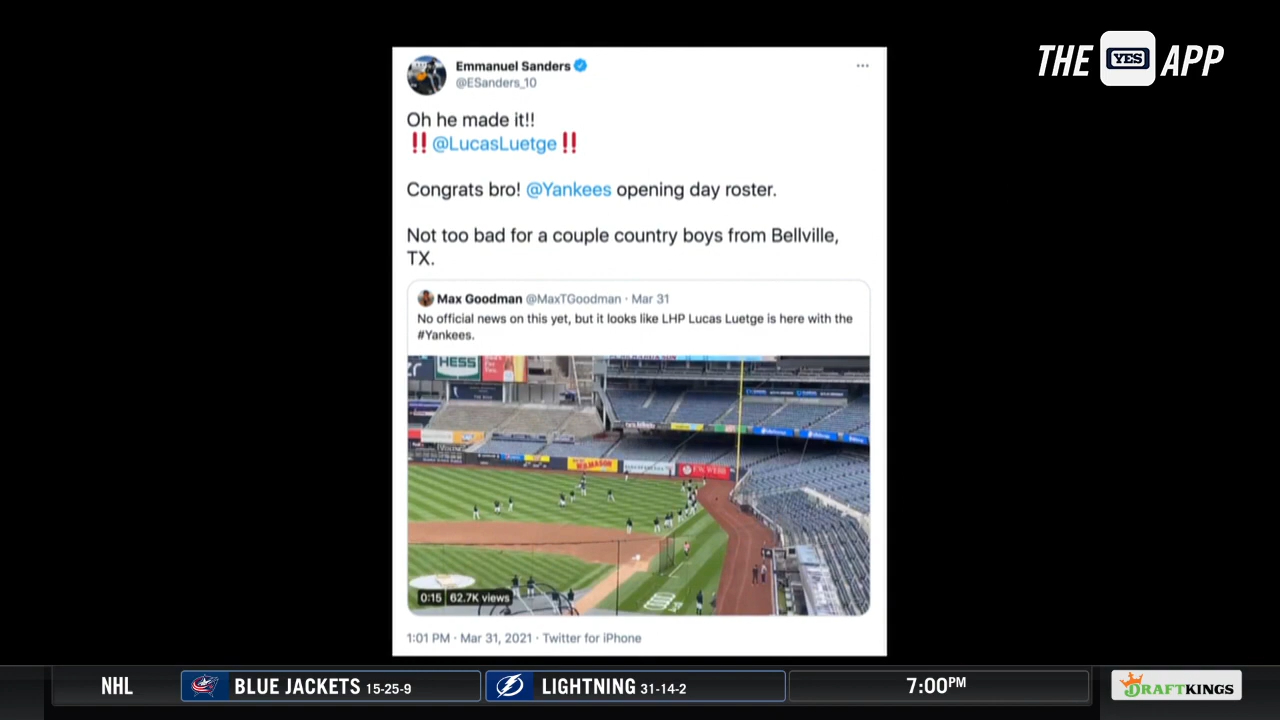 THE YES APP
Emmanuel Sanders
@ESanders_10
Oh he made it!!
‼️@LucasLuetge‼️
Congrats bro! @Yankees opening day roster.
Not too bad for a couple country boys from Bellville,
TX.
Max Goodman @MaxTGoodman · Mar 31
No official news on this yet, but it looks like LHP Lucas Luetge is here with the
#Yankees.
HESS
W.B.MASON
0:15 62.7K views
1:01 PM · Mar 31, 2021 · Twitter for iPhone
NHL BLUE JACKETS 15-25-9 LIGHTNING 31-14-2 7:00PM DRAFTKINGS